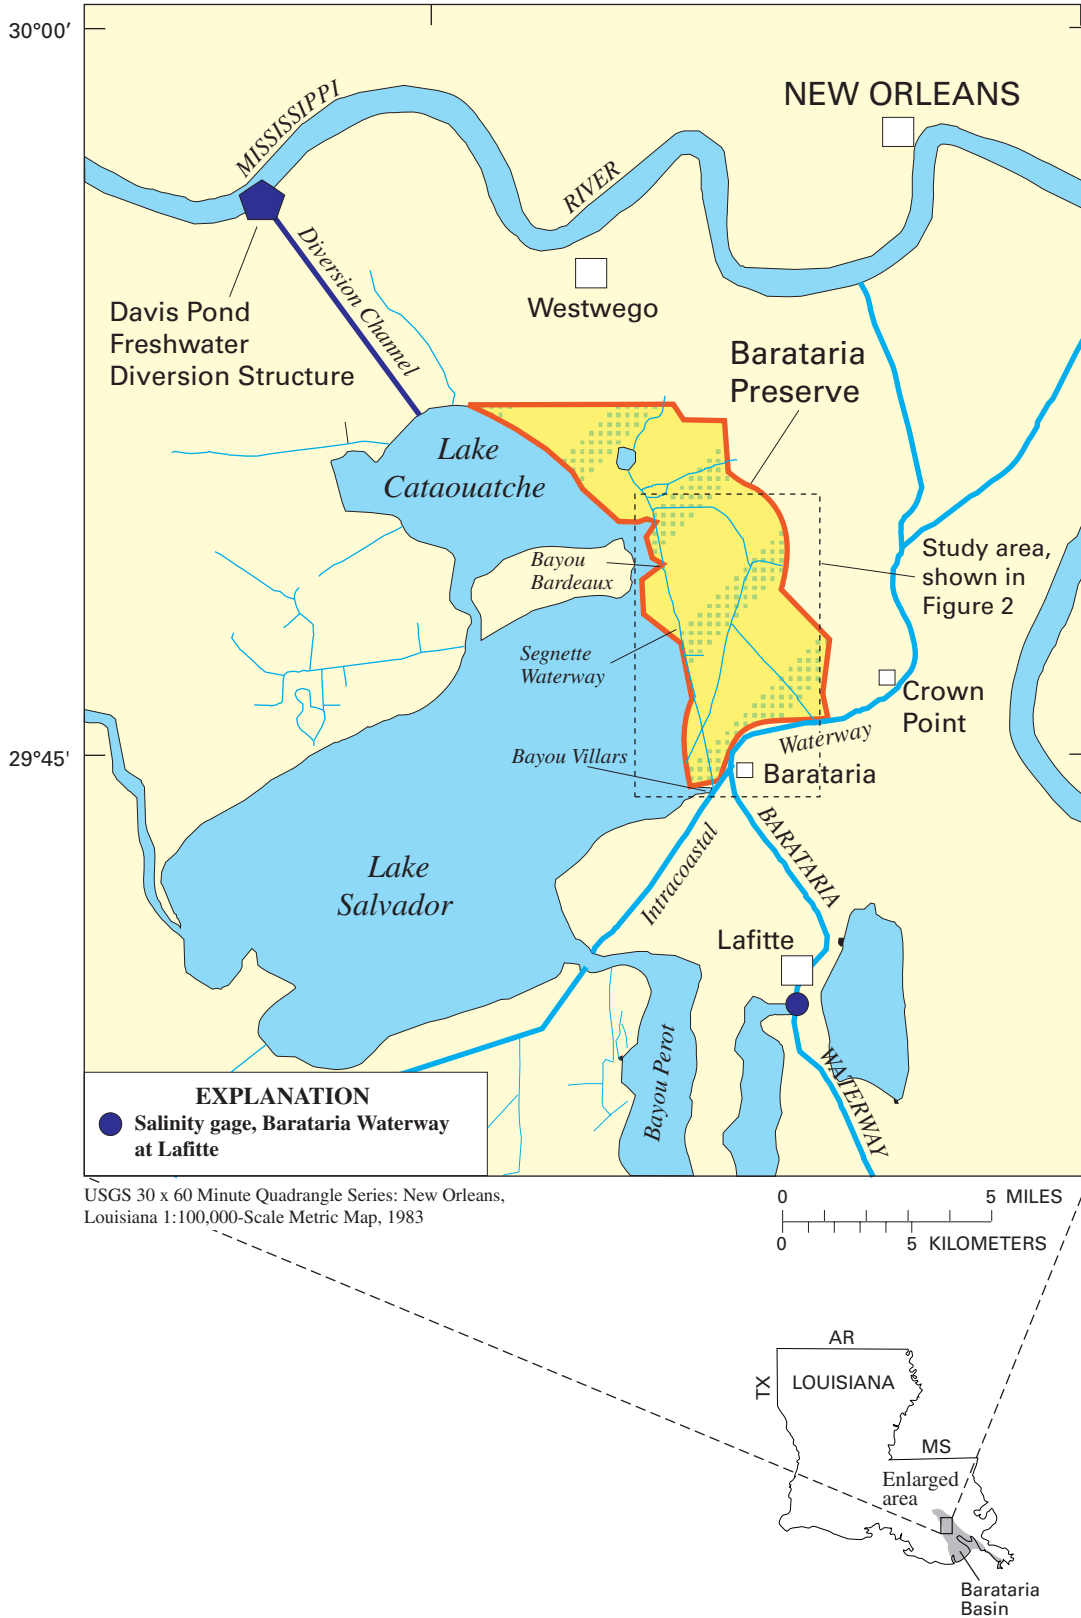 30°00'
MISSISSIPPI
RIVER
NEW ORLEANS
Diversion Channel
Davis Pond
Freshwater
Diversion Structure
Westwego
Barataria
Preserve
Lake
Cataouatche
Study area,
shown in
Figure 2
Bayou
Bardeaux
Segnette
Waterway
Crown
Point
29°45'
Bayou Villars
Waterway
Barataria
Intracoastal
BARATARIA
Lake
Salvador
Lafitte
Bayou Perot
WATERWAY
EXPLANATION
Salinity gage, Barataria Waterway
at Lafitte
USGS 30 x 60 Minute Quadrangle Series: New Orleans,
Louisiana 1:100,000-Scale Metric Map, 1983
0 5 MILES
0 5 KILOMETERS
AR
TX
LOUISIANA
MS
Enlarged
area
Barataria
Basin